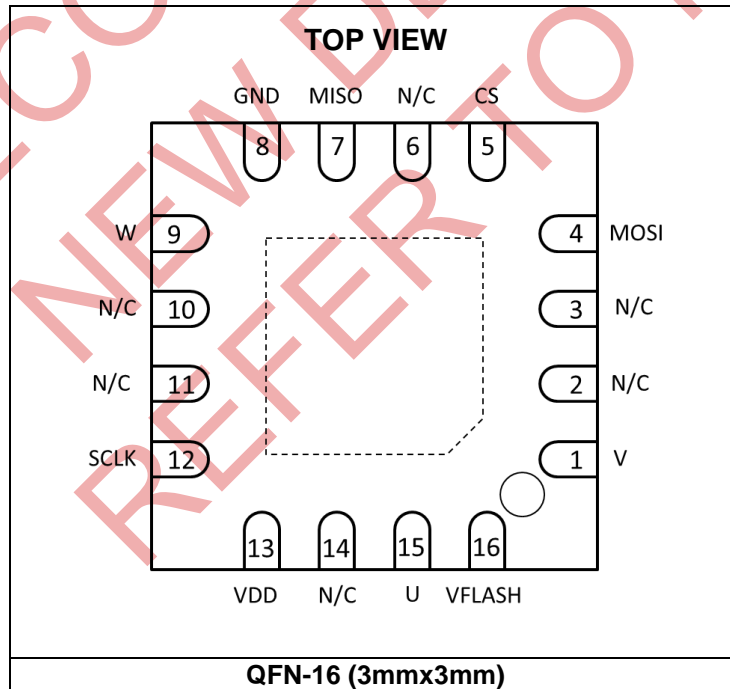 TOP VIEW
GND MISO N/C CS
8 7 6 5
W 9 4 MOSI
N/C 10 3 N/C
N/C 11 2 N/C
SCLK 12 1 V
13 14 15 16
VDD N/C U VFLASH
QFN-16 (3mmx3mm)
NEW
REFER TO